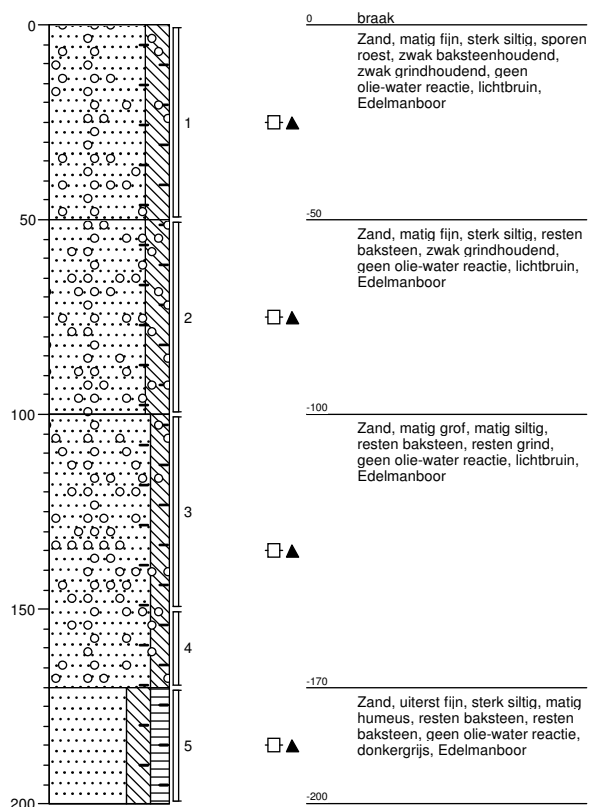 0
50
100
150
200
1
2
3
4
5
0 braak
Zand, matig fijn, sterk siltig, sporen
roest, zwak baksteenhoudend,
zwak grindhoudend, geen
olie-water reactie, lichtbruin,
Edelmanboor
-50
Zand, matig fijn, sterk siltig, resten
baksteen, zwak grindhoudend,
geen olie-water reactie, lichtbruin,
Edelmanboor
-100
Zand, matig grof, matig siltig,
resten baksteen, resten grind,
geen olie-water reactie, lichtbruin,
Edelmanboor
-170
Zand, uiterst fijn, sterk siltig, matig
humeus, resten baksteen, resten
baksteen, geen olie-water reactie,
donkergrijs, Edelmanboor
-200